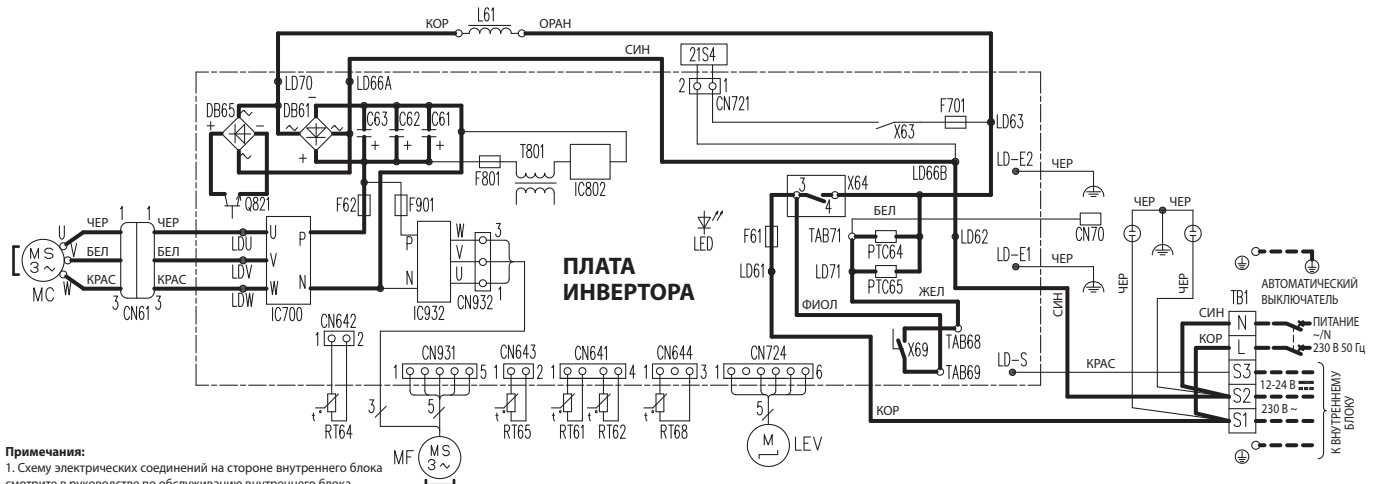 L61
КОР
ОРАН
СИН
21S4
2
1
CN721
LD70
LD66A
DB65
DB61
C63
C62
C61
F701
X63
LD63
T801
F801
IC802
LD-E2
ЧЕР
LD66B
Q821
F62
F901
3
X64
4
БЕЛ
CN70
ЧЕР
ЧЕР
LED
F61
TAB71
PTC64
LD62
LD-E1
ЧЕР
U
ЧЕР
1
1
ЧЕР
LDU
U
P
V
БЕЛ
БЕЛ
LDV
V
W
КРАС
3
3
КРАС
LDW
W
N
MS
3~
MC
CN61
IC700
P
N
IC932
W
3
V
U
1
CN932
ПЛАТА
ИНВЕРТОРА
LD61
LD71
PTC65
ЖЕЛ
ФИОЛ
СИН
ЧЕР
ЧЕР
АВТОМАТИЧЕСКИЙ
ВЫКЛЮЧАТЕЛЬ
TB1
СИН
N
ПИТАНИЕ
~/N
КОР
L
230 В 50 Гц
CN642
1
2
X69
TAB68
TAB69
LD-S
КРАС
S3
12-24 В
S2
230 В ~
S1
К ВНУТРЕННЕМУ
БЛОКУ
CN931
1
5
CN643
1
2
CN641
1
4
CN644
1
3
CN724
1
6
t°
RT64
3
5
t°
RT65
t°
RT61
t°
RT62
t°
RT68
5
КОР
MF
MS
3~
M
LEV
Примечания:
1. Схему электрических соединений на стороне внутреннего блока
смотрите в руководстве по обслуживанию внутреннего блока